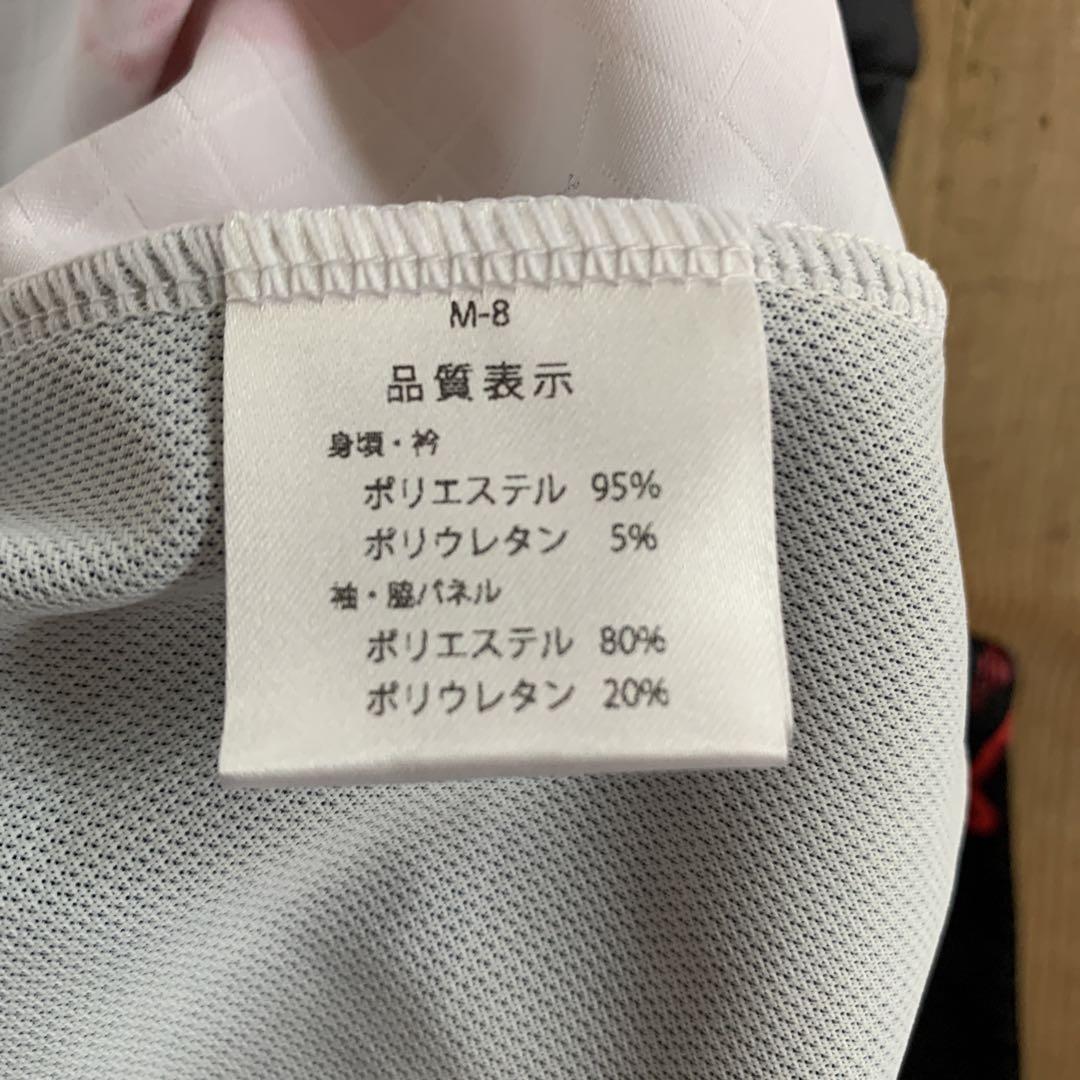 M-8
品質表示
身頃・衿
ポリエステル 95%
ポリウレタン 5%
袖・脇パネル
ポリエステル 80%
ポリウレタン 20%